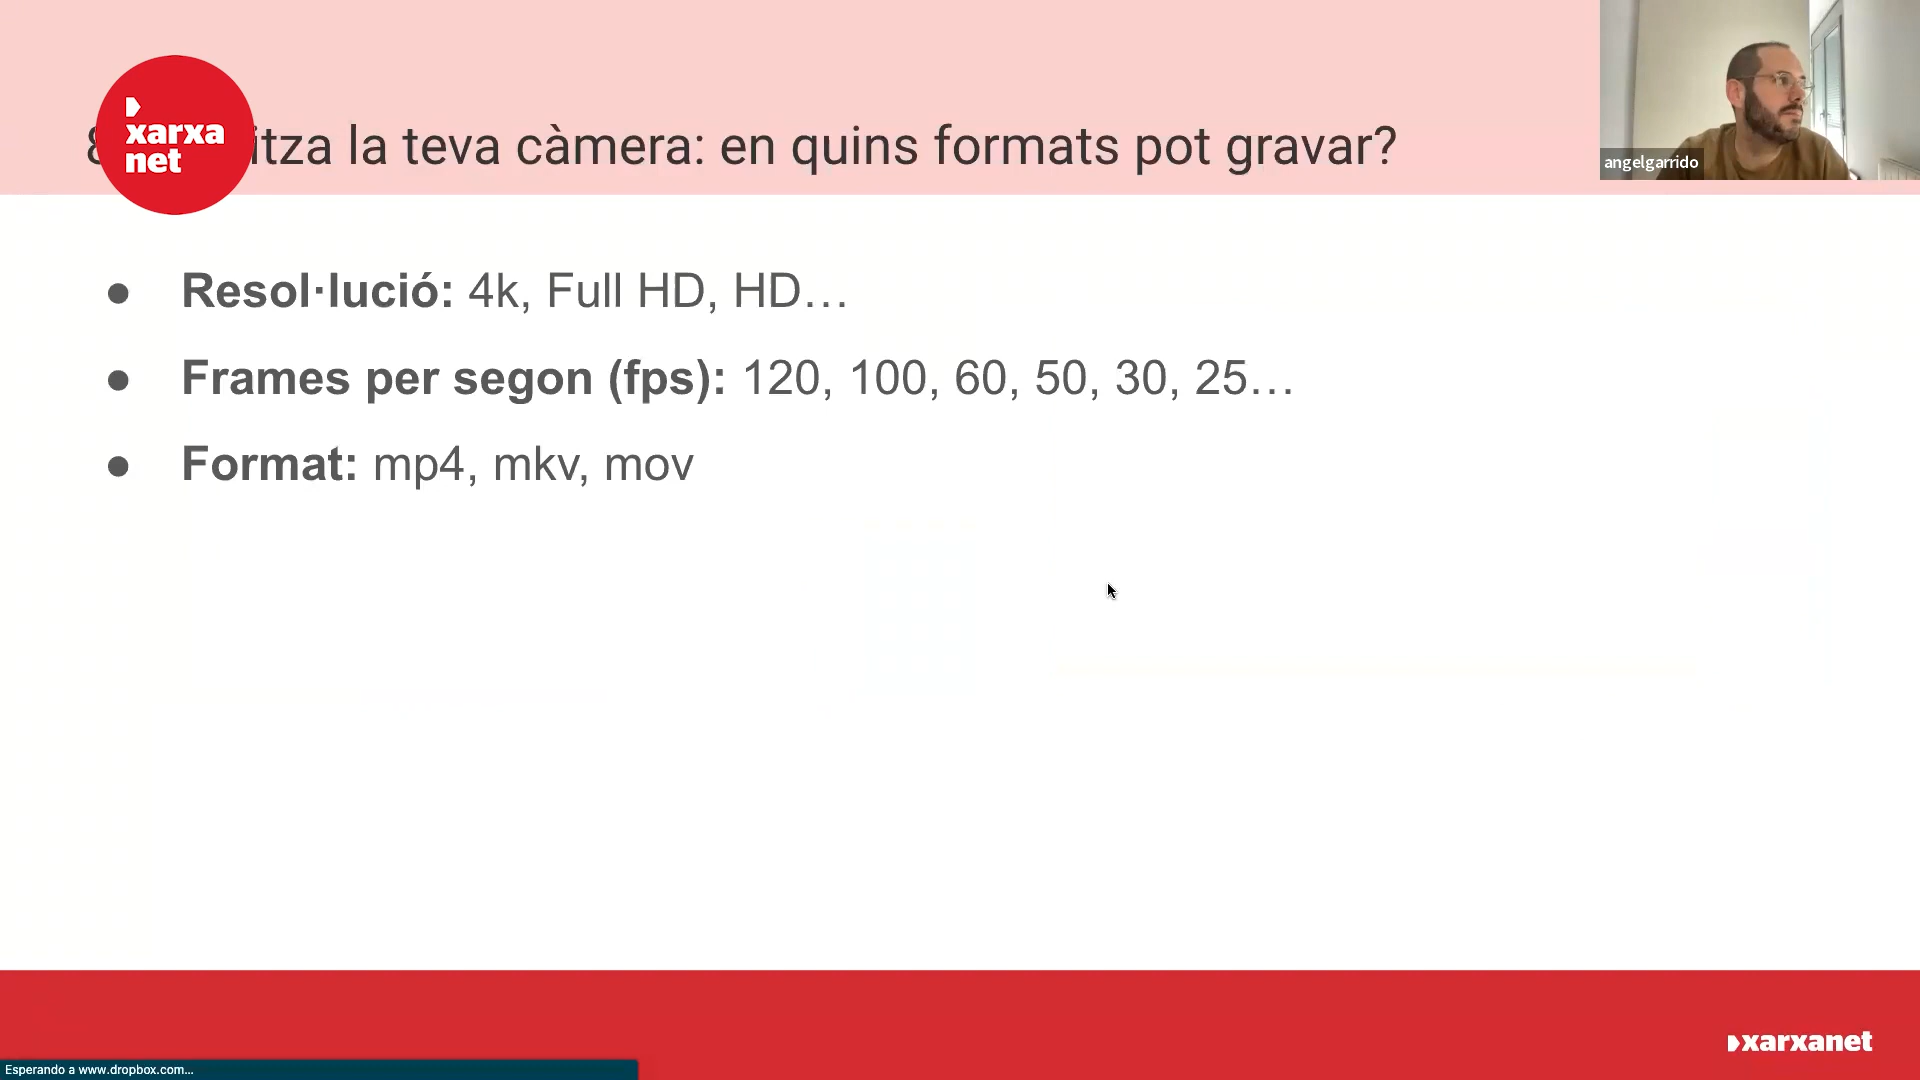 xarxa
net
itza la teva càmera: en quins formats pot gravar?
angelgarrido
● Resol·lució: 4k, Full HD, HD…
● Frames per segon (fps): 120, 100, 60, 50, 30, 25…
● Format: mp4, mkv, mov
xarxanet
Esperando a www.dropbox.com...